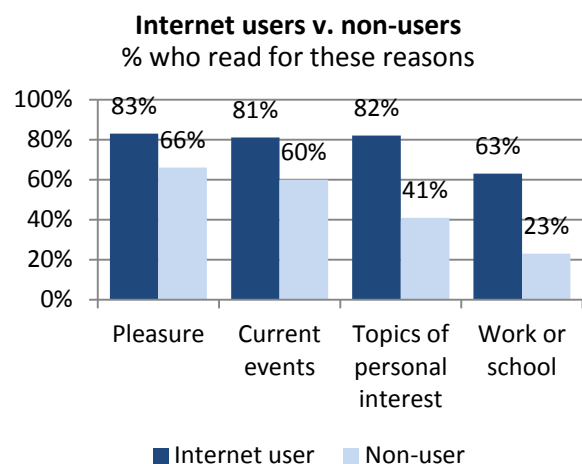 Internet users v. non-users
% who read for these reasons
100%
80%
60%
40%
20%
0%
83%
66%
81%
60%
82%
41%
63%
23%
Pleasure
Current
events
Topics of
personal
interest
Work or
school
Internet user
Non-user